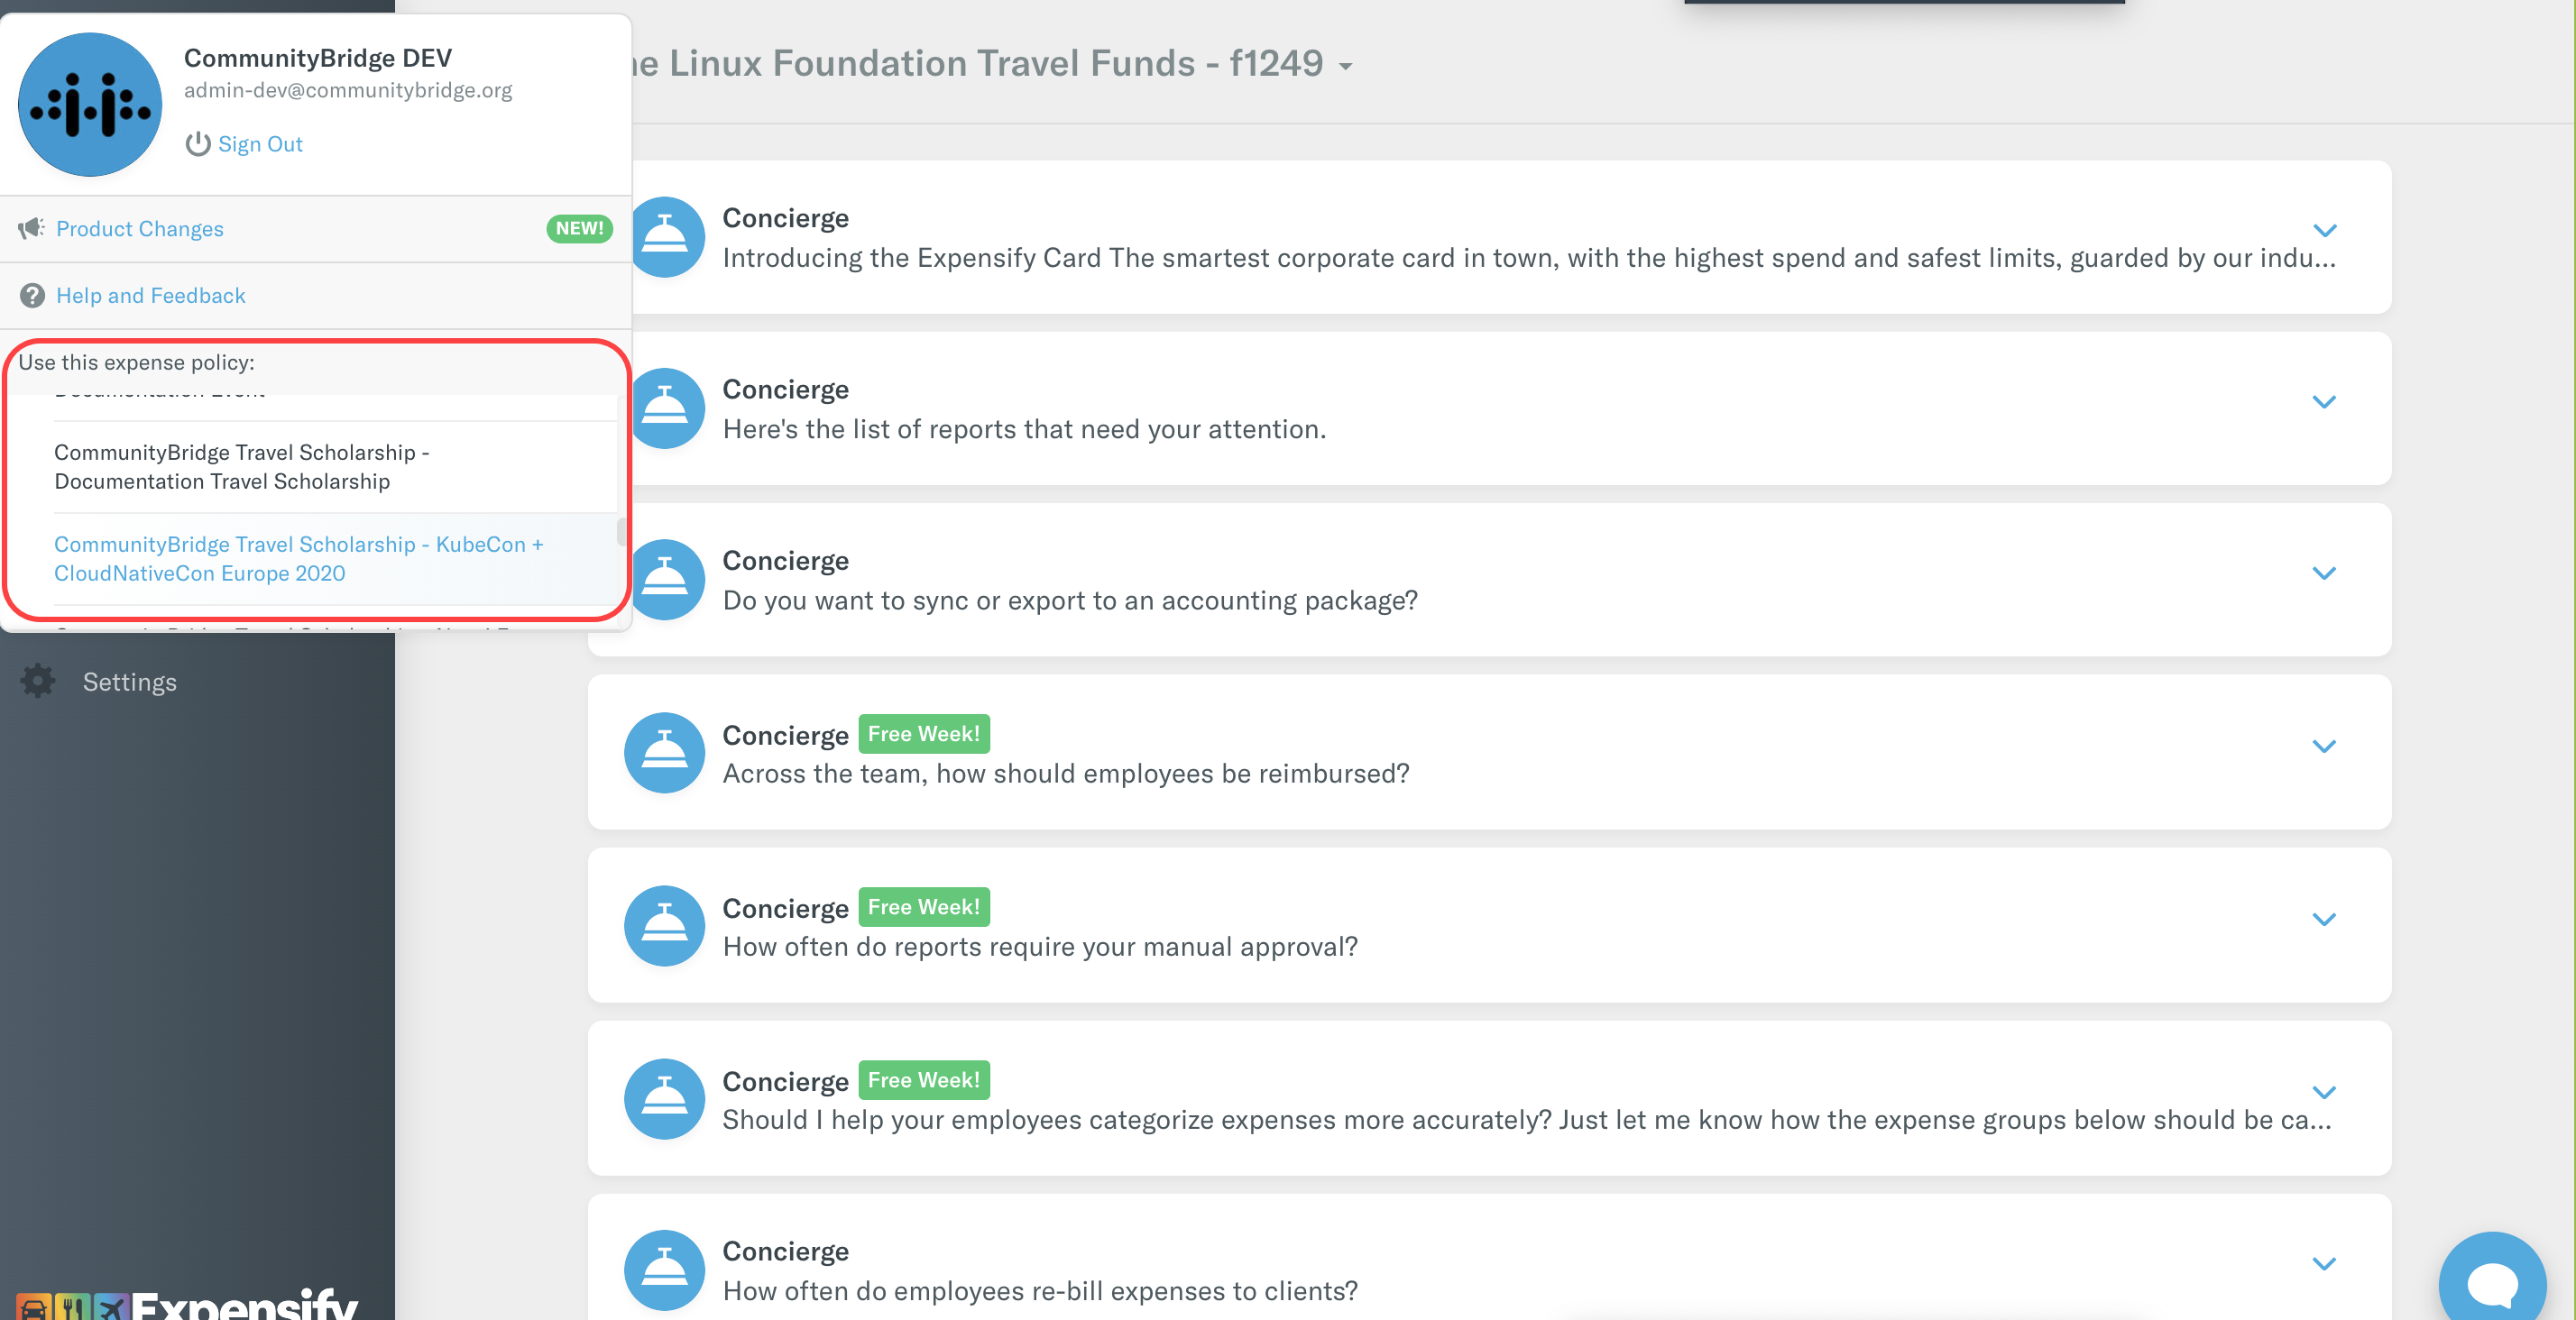 CommunityBridge DEV
admin-dev@communitybridge.org
Sign Out
Product Changes
NEW!
Help and Feedback
Use this expense policy:
Documentation Event
CommunityBridge Travel Scholarship -
Documentation Travel Scholarship
CommunityBridge Travel Scholarship - KubeCon +
CloudNativeCon Europe 2020
Settings
Expensify
ne Linux Foundation Travel Funds - f1249
Concierge
Introducing the Expensify Card The smartest corporate card in town, with the highest spend and safest limits, guarded by our indu...
Concierge
Here's the list of reports that need your attention.
Concierge
Do you want to sync or export to an accounting package?
Concierge Free Week!
Across the team, how should employees be reimbursed?
Concierge Free Week!
How often do reports require your manual approval?
Concierge Free Week!
Should I help your employees categorize expenses more accurately? Just let me know how the expense groups below should be ca...
Concierge
How often do employees re-bill expenses to clients?